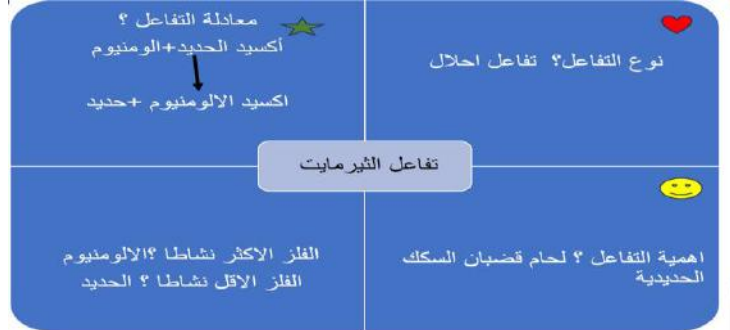 نوع التفاعل؟ تفاعل احلال
معادلة التفاعل ؟
أكسيد الحديد+الومنيوم
اكسيد الالومنيوم +حديد
تفاعل الثيرمايت
اهمية التفاعل ؟ لحام قضبان السكك
الحديدية
الفلز الاكثر نشاطا ؟الالومنيوم
الفلز الاقل نشاطا ؟ الحديد